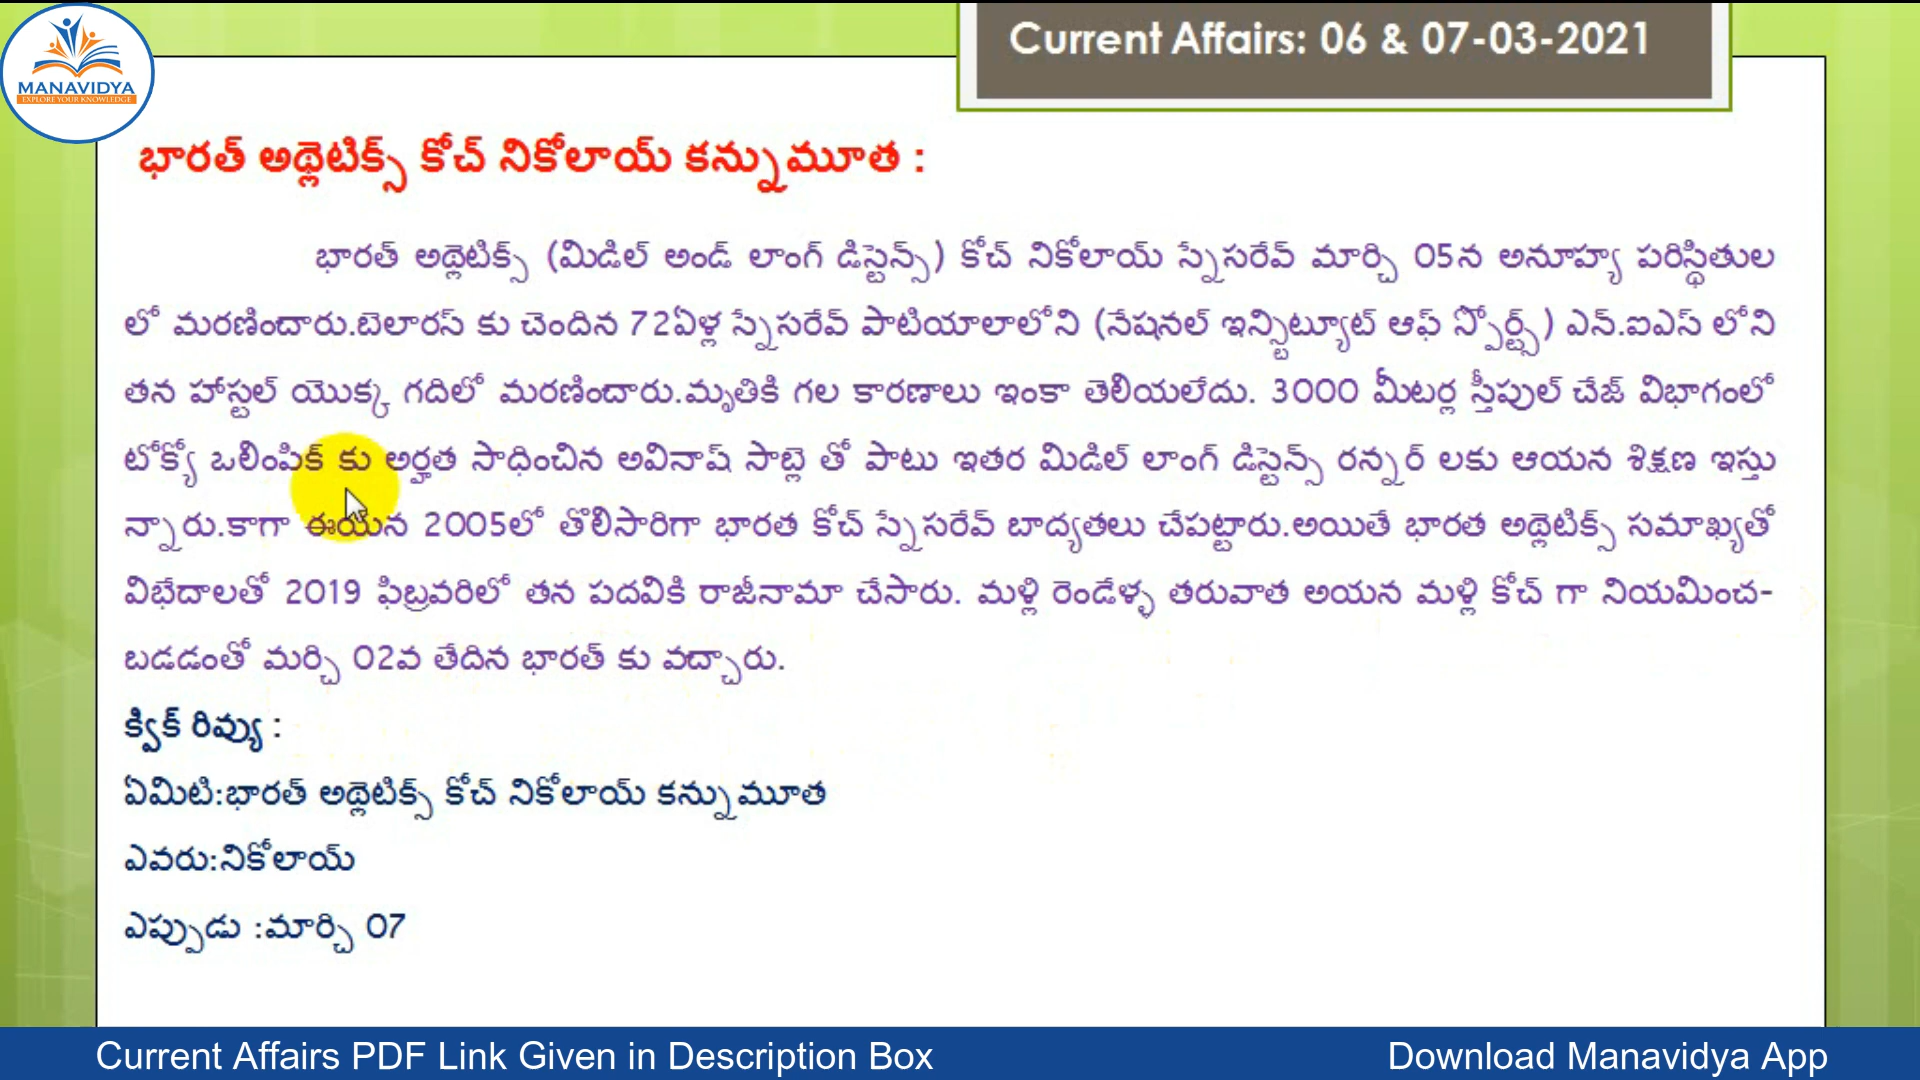 MANAVIDYA
EXPLORE YOUR KNOWLEDGE
Current Affairs: 06 & 07-03-2021
భారత్ అథ్లెటిక్స్ కోచ్ నికోలాయ్ కన్నుమూత :
భారత్ అథ్లెటిక్స్ (మిడిల్ అండ్ లాంగ్ డిస్టెన్స్) కోచ్ నికోలాయ్ స్నేసరేవ్ మార్చి 05న అనూహ్య పరిస్థితుల
లో మరణిందారు.బెలారస్ కు చెందిన 72ఏళ్ల స్నేసరేవ్ పాటియాలాలోని (నేషనల్ ఇన్స్టిట్యూట్ ఆఫ్ స్పోర్ట్స్) ఎన్.ఐఎస్ లోని
తన హాస్టల్ యొక్క గదిలో మరణిందారు.మృతికి గల కారణాలు ఇంకా తెలియలేదు. 3000 మీటర్ల స్తీపుల్ చేజ్ విభాగంలో
టోక్యో ఒలింపిక్ కు అర్హత సాధించిన అవినాష్ సాబ్లె తో పాటు ఇతర మిడిల్ లాంగ్ డిస్టెన్స్ రన్నర్ లకు ఆయన శిక్షణ ఇస్తు
న్నారు.కాగా ఈయన 2005లో తొలిసారిగా భారత కోచ్ స్నేసరేవ్ బాద్యతలు చేపట్టారు.అయితే భారత అథ్లెటిక్స్ సమాఖ్యతో
విభేదాలతో 2019 ఫిబ్రవరిలో తన పదవికి రాజీనామా చేసారు. మళ్లి రెండేళ్ళ తరువాత అయన మళ్లి కోచ్ గా నియమించ-
బడడంతో మర్చి 02వ తేదిన భారత్ కు వద్చారు.
క్విక్ రివ్యు :
ఏమిటి:భారత్ అథ్లెటిక్స్ కోచ్ నికోలాయ్ కన్నుమూత
ఎవరు:నికోలాయ్
ఎప్పుడు :మార్చి 07
Current Affairs PDF Link Given in Description Box
Download Manavidya App